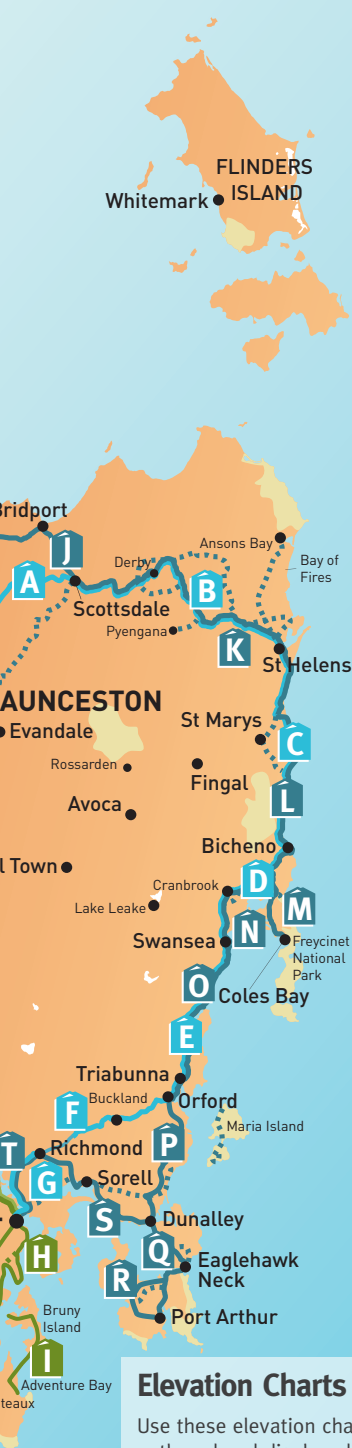 FLINDERS
ISLAND
Whitemark
Bridport
J
Ansons Bay
Derby
Bay of
Fires
A
B
Scottsdale
Pyengana
K
St Helens
AUNCESTON
St Marys
Evandale
C
Rossarden
Fingal
L
Avoca
Bicheno
l Town
D
Cranbrook
M
Lake Leake
N
Swansea
Freycinet
National
Park
O
Coles Bay
E
Triabunna
Buckland
Orford
F
Maria Island
P
T
Richmond
G
Sorell
S
Dunalley
H
Q
Eaglehawk
Neck
R
Bruny
Island
Port Arthur
I
Adventure Bay
teaux
Elevation Charts
Use these elevation cha